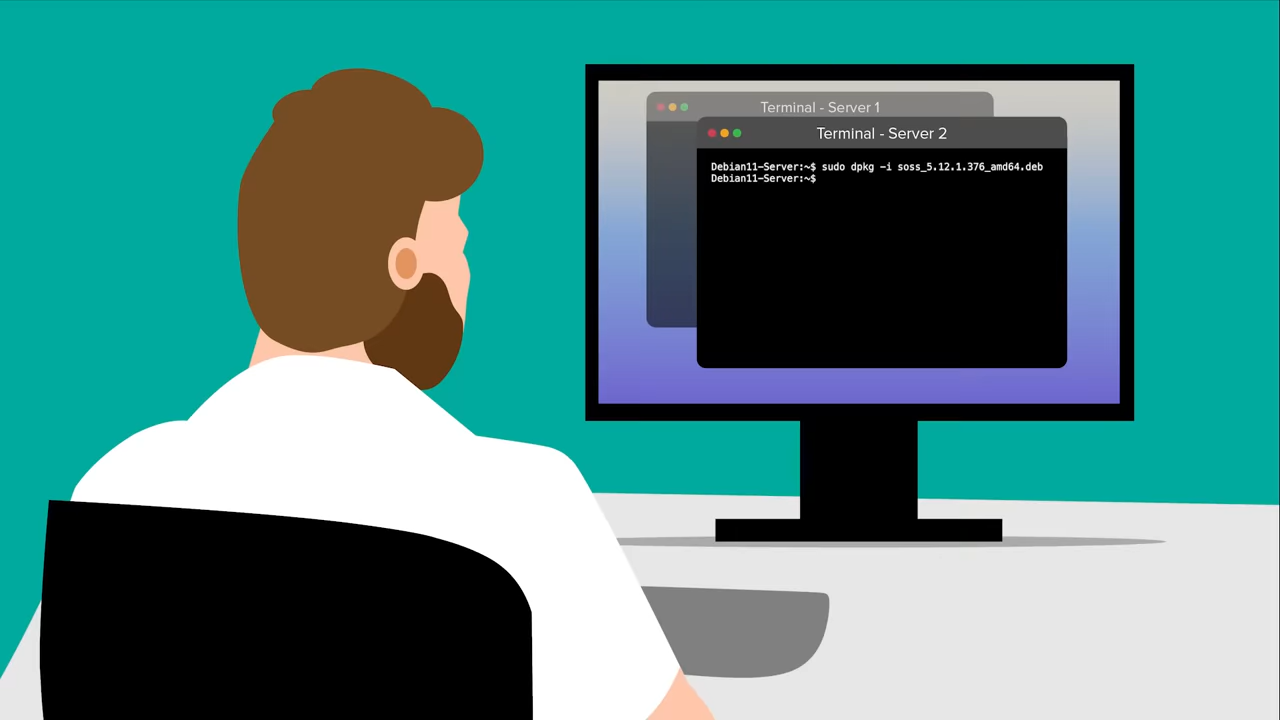 Terminal - Server 1
Terminal - Server 2
Debian11-Server:~$ sudo dpkg -i soss_5.12.1.376_amd64.deb
Debian11-Server:~$